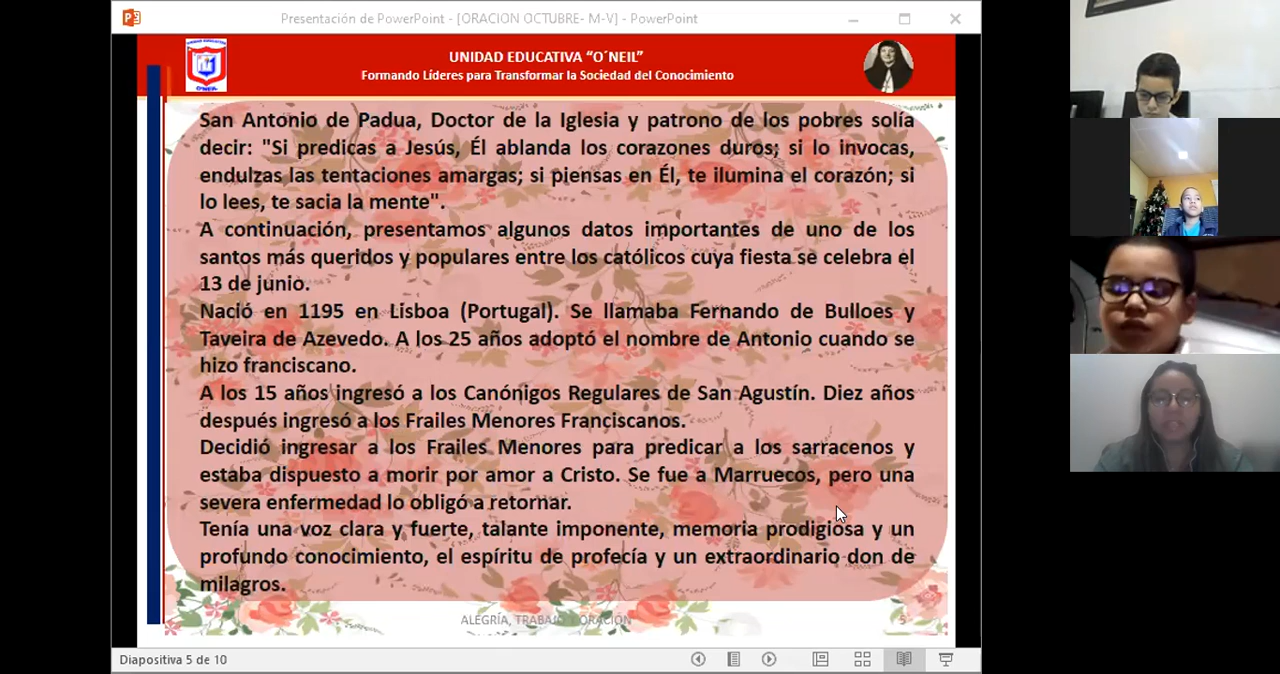 Presentación de PowerPoint - [ORACION OCTUBRE- M-V] - PowerPoint
UNIDAD EDUCATIVA "O´NEIL"
Formando Líderes para Transformar la Sociedad del Conocimiento
San Antonio de Padua, Doctor de la Iglesia y patrono de los pobres solía
decir: "Si predicas a Jesús, Él ablanda los corazones duros; si lo invocas,
endulzas las tentaciones amargas; si piensas en Él, te ilumina el corazón; si
lo lees, te sacia la mente".
A continuación, presentamos algunos datos importantes de uno de los
santos más queridos y populares entre los católicos cuya fiesta se celebra el
13 de junio.
Nació en 1195 en Lisboa (Portugal). Se llamaba Fernando de Bulloes y
Taveira de Azevedo. A los 25 años adoptó el nombre de Antonio cuando se
hizo franciscano.
A los 15 años ingresó a los Canónigos Regulares de San Agustín. Diez años
después ingresó a los Frailes Menores Franciscanos.
Decidió ingresar a los Frailes Menores para predicar a los sarracenos y
estaba dispuesto a morir por amor a Cristo. Se fue a Marruecos, pero una
severa enfermedad lo obligó a retornar.
Tenía una voz clara y fuerte, talante imponente, memoria prodigiosa y un
profundo conocimiento, el espíritu de profecía y un extraordinario don de
milagros.
ALEGRÍA, TRABAJO Y ORACIÓN
5
Diapositiva 5 de 10